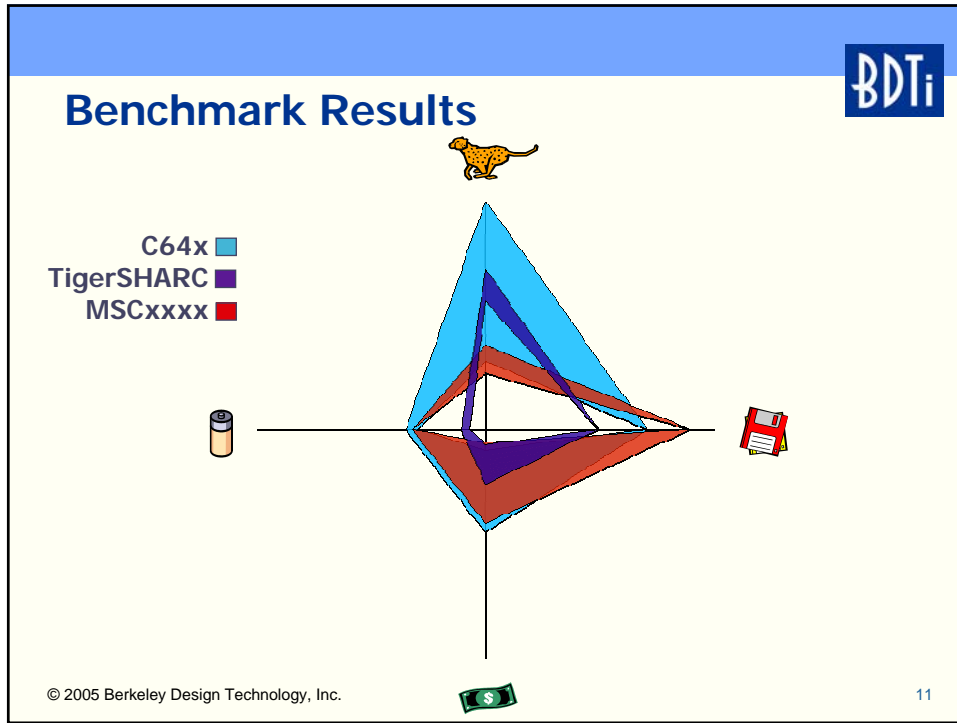 BDTi
Benchmark Results
C64x
TigerSHARC
MSCxxxx
$
© 2005 Berkeley Design Technology, Inc.
11